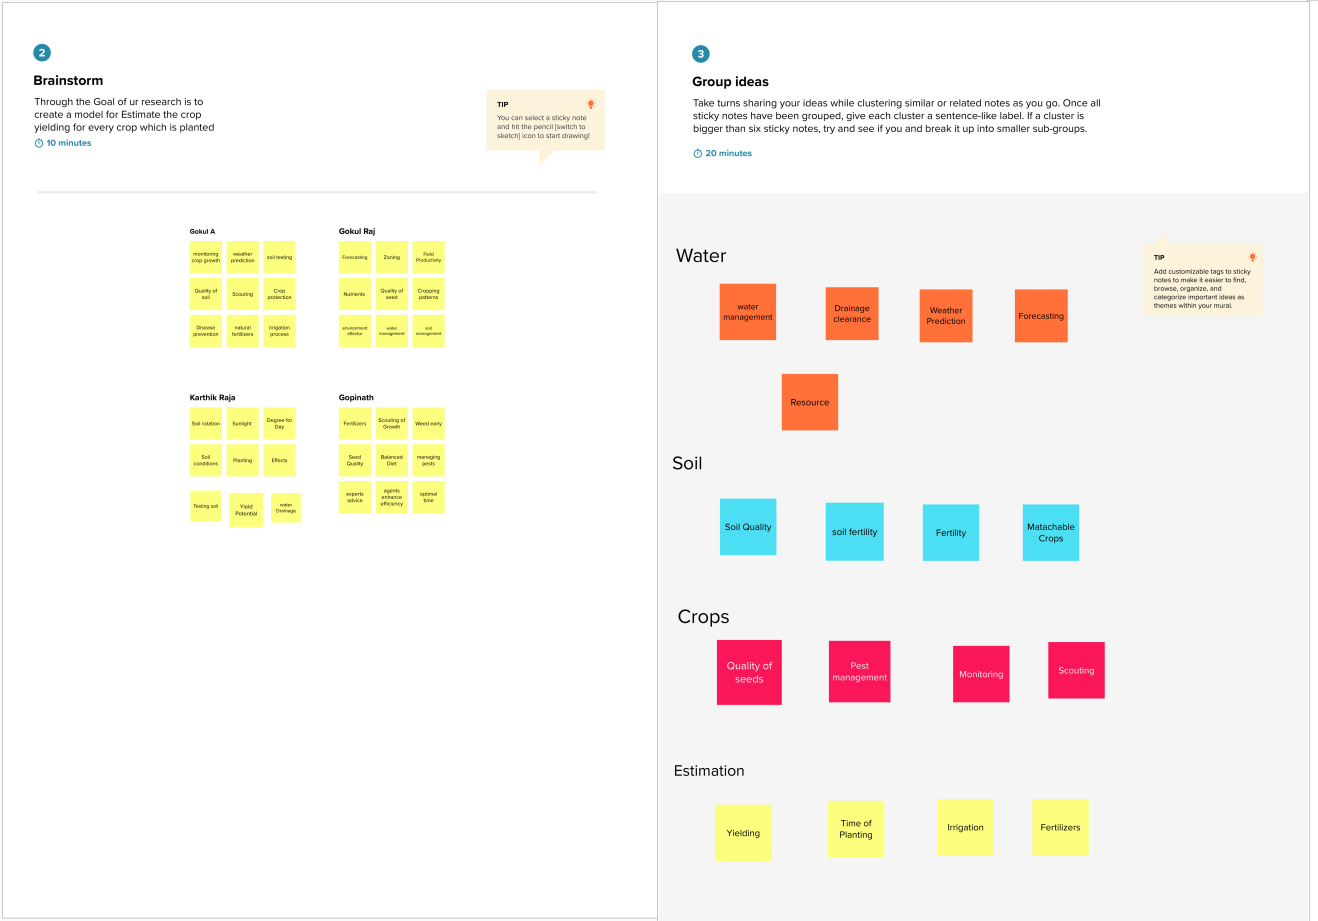 2
Brainstorm
Through the Goal of ur research is to
create a model for Estimate the crop
yielding for every crop which is planted
10 minutes
TIP
You can select a sticky note
and hit the pencil [switch to
sketch] icon to start drawing!
Gokul A
monitoring
crop growth
weather
prediction
soil testing
Quality of
soil
Scouting
Crop
protection
Disease
prevention
natural
fertilizers
irrigation
process
Gokul Raj
Forecasting
Zoning
Field
Productivity
Nutrients
Quality of
seed
Cropping
patterns
environment
affector
water
management
soil
management
Karthik Raja
Soil rotation
Sunlight
Degree for
Day
Soil
conditions
Planting
Effects
Testing soil
Yield
Potential
water
Drainage
Gopinath
Fertilizers
Scouting of
Growth
Weed early
Seed
Quality
Balanced
Diet
managing
pests
experts
advice
agents
enhance
efficiency
optimal
time
3
Group ideas
Take turns sharing your ideas while clustering similar or related notes as you go. Once all
sticky notes have been grouped, give each cluster a sentence-like label. If a cluster is
bigger than six sticky notes, try and see if you and break it up into smaller sub-groups.
20 minutes
TIP
Add customizable tags to sticky
notes to make it easier to find,
browse, organize, and
categorize important ideas as
themes within your mural.
Water
water
management
Drainage
clearance
Weather
Prediction
Forecasting
Resource
Soil
Soil Quality
soil fertility
Fertility
Matachable
Crops
Crops
Quality of
seeds
Pest
management
Monitoring
Scouting
Estimation
Yielding
Time of
Planting
Irrigation
Fertilizers